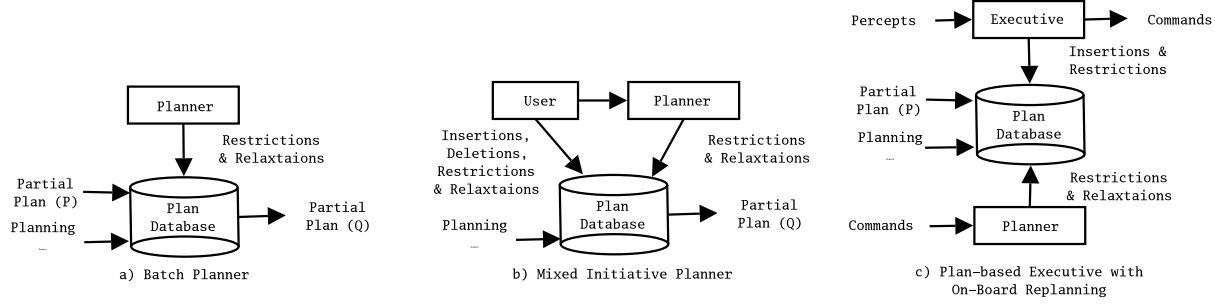 Planner
Restrictions
& Relaxtaions
Partial
Plan (P)
Planning
Plan
Database
Partial
Plan (Q)
a) Batch Planner
User
Planner
Insertions,
Deletions,
Restrictions
& Relaxtaions
Restrictions
& Relaxtaions
Planning
Plan
Database
Partial
Plan (Q)
b) Mixed Initiative Planner
Percepts
Executive
Commands
Insertions &
Restrictions
Partial
Plan (P)
Planning
Plan
Database
Restrictions
& Relaxtaions
Commands
Planner
c) Plan—based Executive with
On—Board Replanning